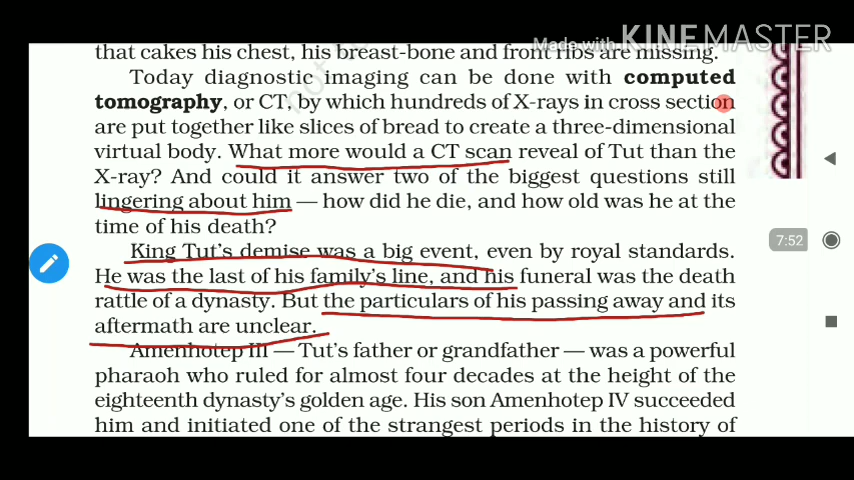 Made with KINEMASTER
that cakes his chest, his breast-bone and front ribs are missing.
Today diagnostic imaging can be done with computed
tomography, or CT, by which hundreds of X-rays in cross section
are put together like slices of bread to create a three-dimensional
virtual body. What more would a CT scan reveal of Tut than the
X-ray? And could it answer two of the biggest questions still
lingering about him — how did he die, and how old was he at the
time of his death?
King Tut's demise was a big event, even by royal standards.
He was the last of his family's line, and his funeral was the death
rattle of a dynasty. But the particulars of his passing away and its
aftermath are unclear.
Amenhotep III — Tut's father or grandfather — was a powerful
pharaoh who ruled for almost four decades at the height of the
eighteenth dynasty's golden age. His son Amenhotep IV succeeded
him and initiated one of the strangest periods in the history of
7:52